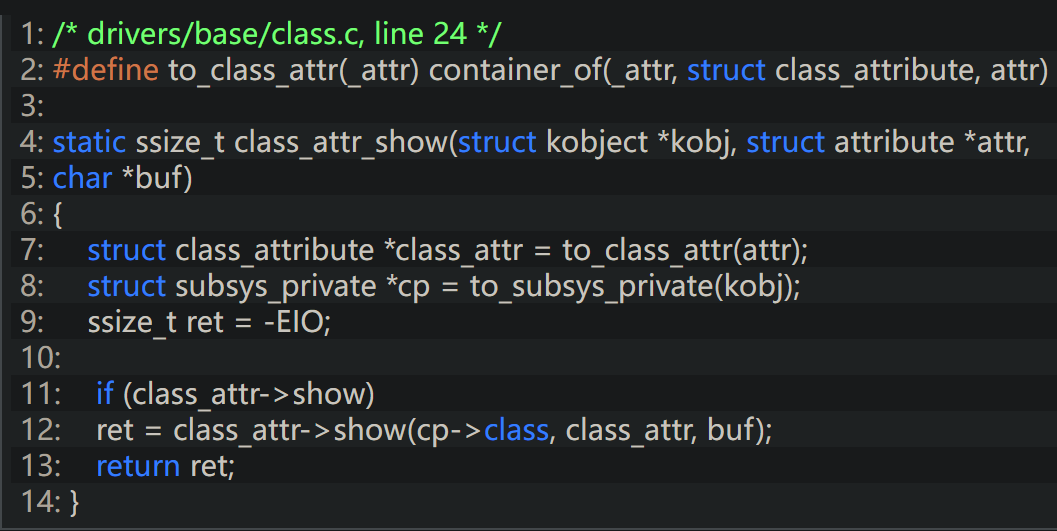 1: /* drivers/base/class.c, line 24 */
2: #define to_class_attr(_attr) container_of(_attr, struct class_attribute, attr)
3:
4: static ssize_t class_attr_show(struct kobject *kobj, struct attribute *attr,
5: char *buf)
6: {
7:     struct class_attribute *class_attr = to_class_attr(attr);
8:     struct subsys_private *cp = to_subsys_private(kobj);
9:     ssize_t ret = -EIO;
10:
11:    if (class_attr->show)
12:    ret = class_attr->show(cp->class, class_attr, buf);
13:    return ret;
14: }